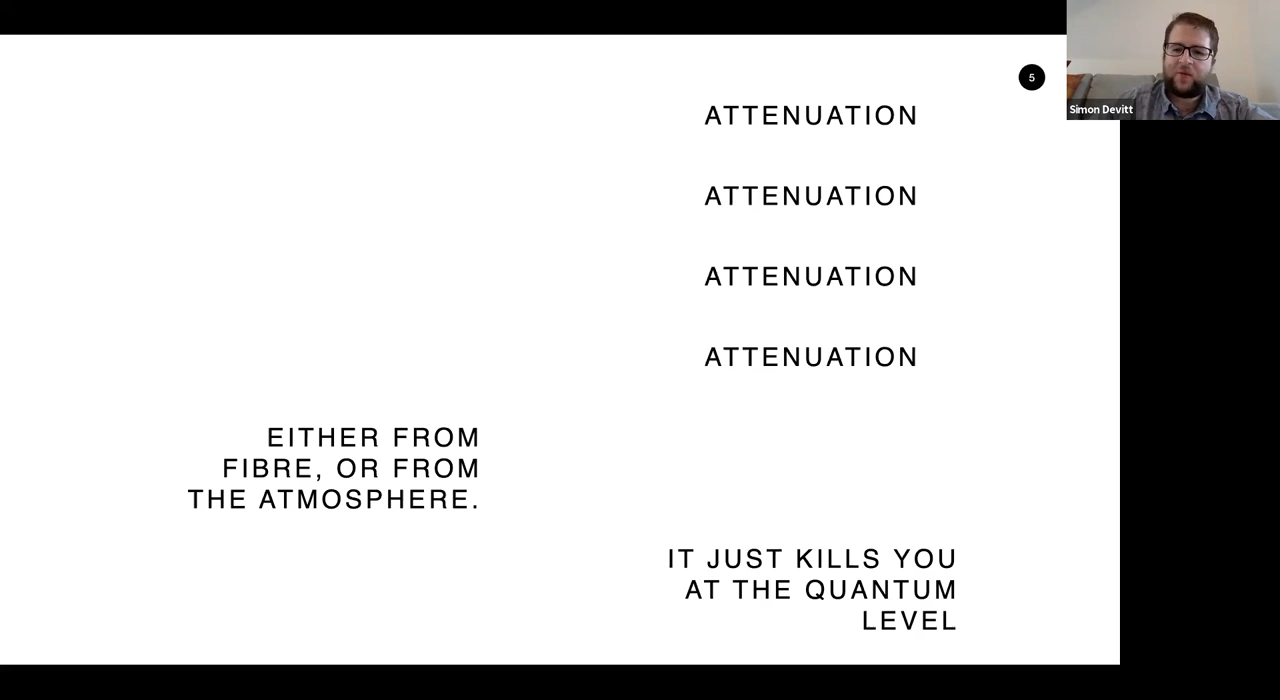 5
Simon Devitt
ATTENUATION
ATTENUATION
ATTENUATION
ATTENUATION
EITHER FROM
FIBRE, OR FROM
THE ATMOSPHERE.
IT JUST KILLS YOU
AT THE QUANTUM
LEVEL